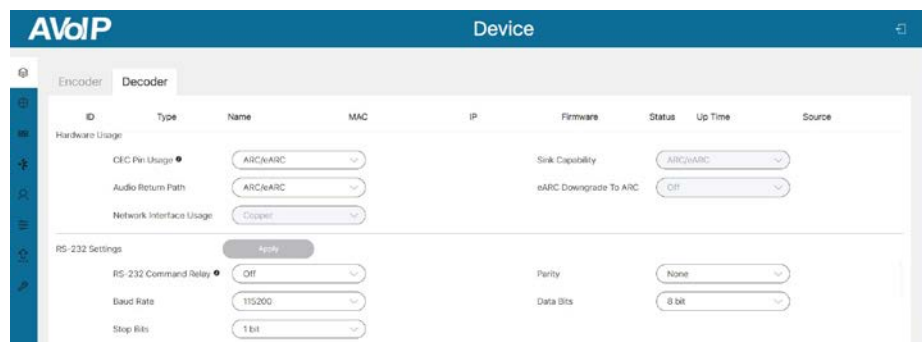 AVoIP
Device
Encoder Decoder
ID Type Name MAC IP Firmware Status Up Time Source
Hardware Usage
CEC Pin Usage ARC/eARC Sink Capability ARC/eARC
Audio Return Path ARC/eARC eARC Downgrade To ARC Off
Network Interface Usage Copper
RS-232 Settings Apply
RS-232 Command Relay Off Parity None
Baud Rate 115200 Data Bits 8 bit
Stop Bits 1 bit